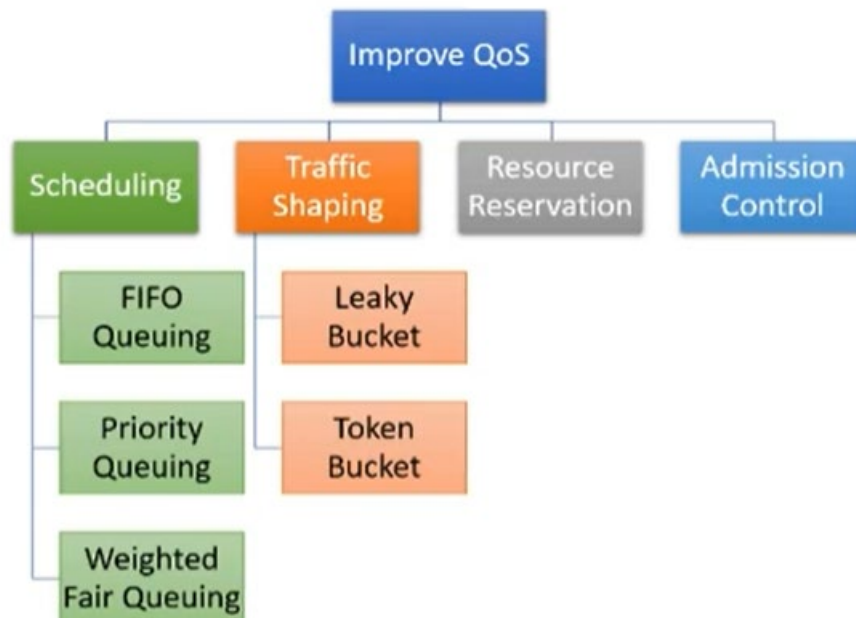 Improve QoS
Scheduling
Traffic
Shaping
Resource
Reservation
Admission
Control
FIFO
Queuing
Priority
Queuing
Weighted
Fair Queuing
Leaky
Bucket
Token
Bucket